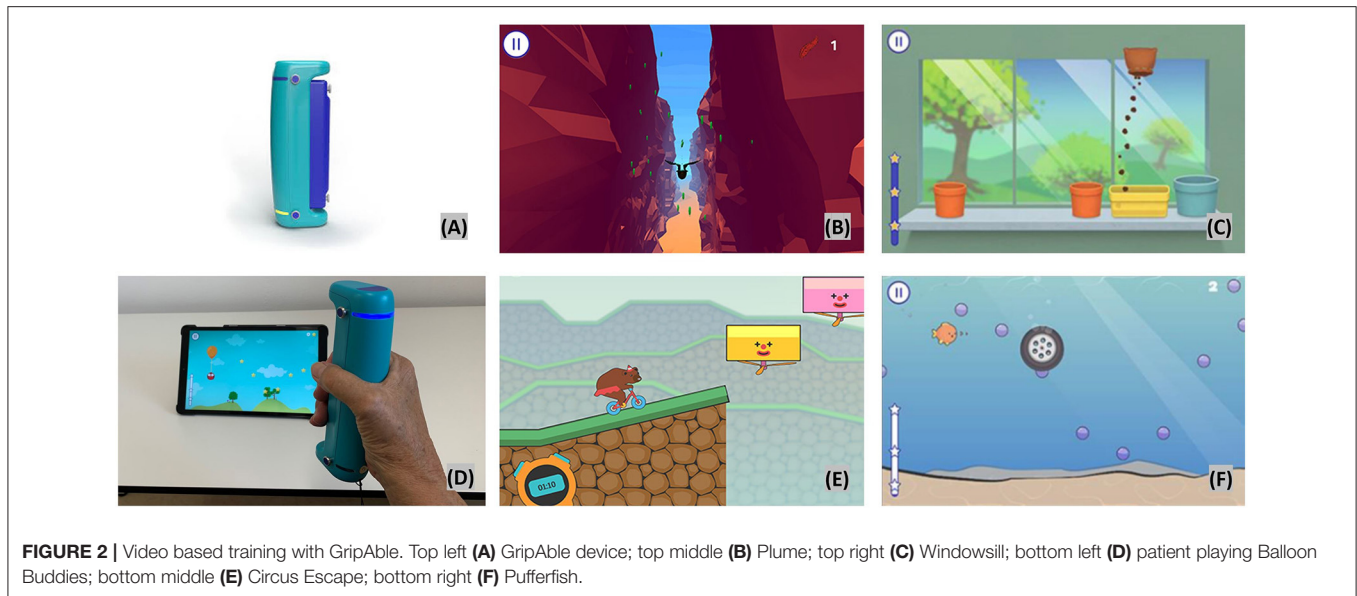 1
(A)
(B)
(C)
2
01:10
(D)
(E)
(F)
FIGURE 2 | Video based training with GripAble. Top left (A) GripAble device; top middle (B) Plume; top right (C) Windowsill; bottom left (D) patient playing Balloon
Buddies; bottom middle (E) Circus Escape; bottom right (F) Pufferfish.